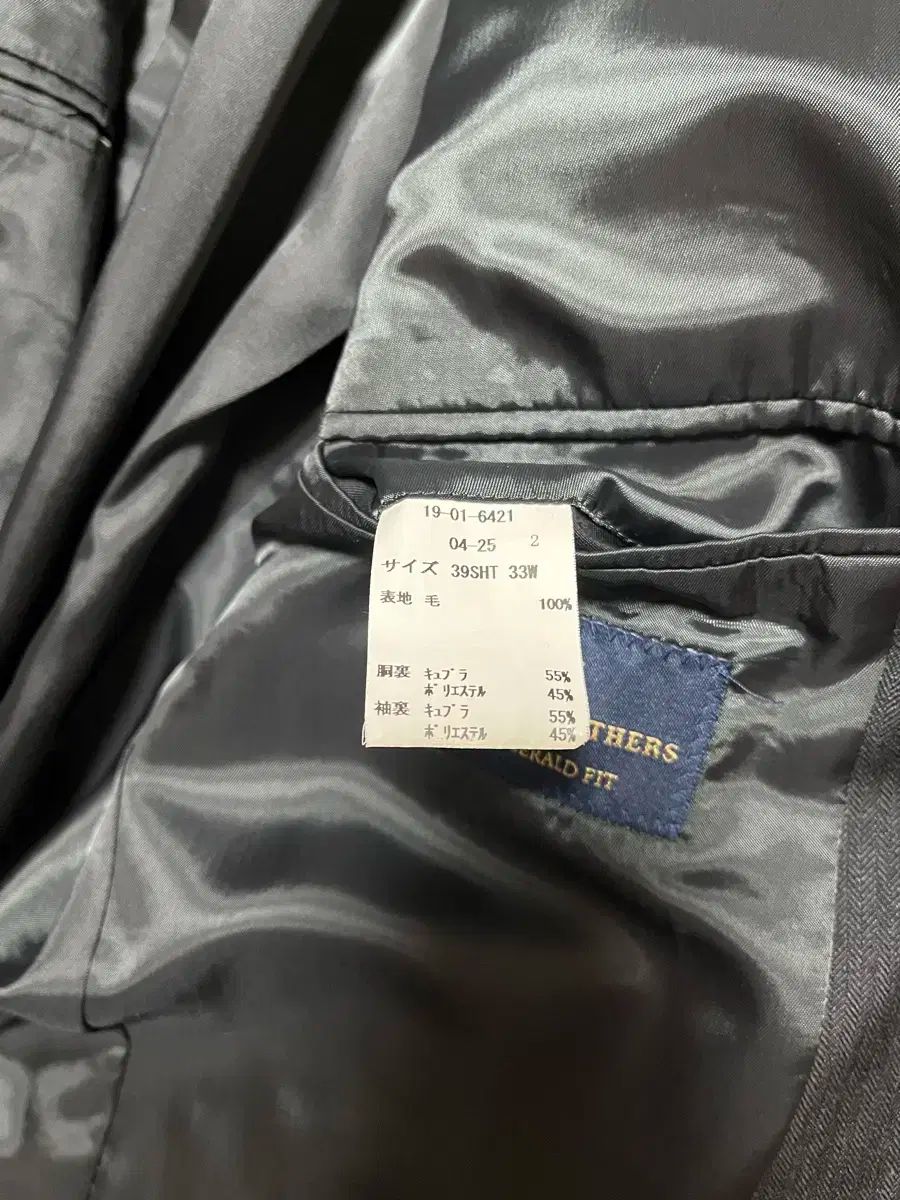 19-01-6421
04-25 2
サイズ 39SHT 33W
表地 毛 100%
胴裏 キュプラ 55%
ポリエステル 45%
袖裏 キュプラ 55%
ポリエステル 45%
THERS
ERALD FIT